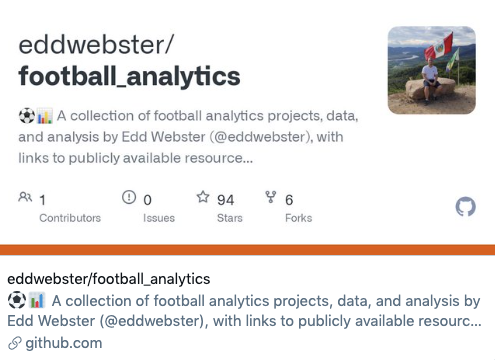 eddwebster/
football_analytics
⚽📊 A collection of football analytics projects, data,
and analysis by Edd Webster (@eddwebster), with
links to publicly available resource...
1
Contributors
0
Issues
94
Stars
6
Forks
eddwebster/football_analytics
⚽📊 A collection of football analytics projects, data, and analysis by
Edd Webster (@eddwebster), with links to publicly available resourc...
github.com